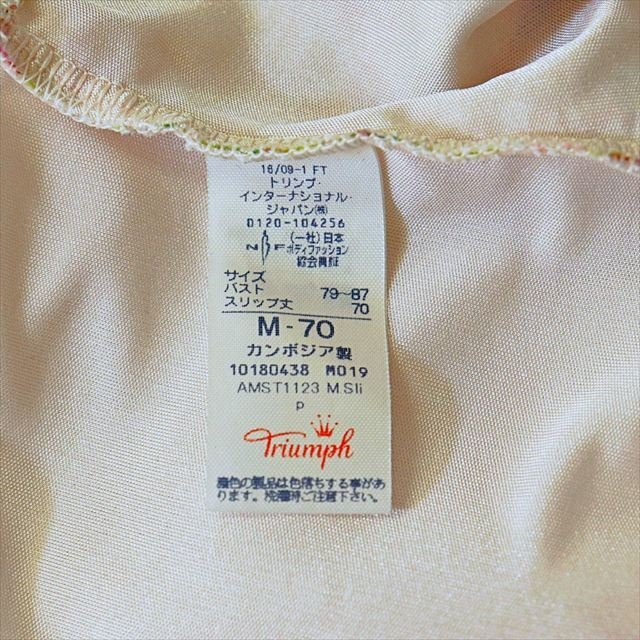 16/09-1 FT
トリンプ・
インターナショナル・
ジャパン(株)
0120-104256
N F (一社)日本
ボディファッション
協会員証
サイズ
バスト 79~87
スリップ丈 70
M-70
カンボジア製
10180438 M019
AMST1123 M.Sli
p
Triumph
濃色の製品は色落ちする事があ
ります。洗濯時ご注意下さい。